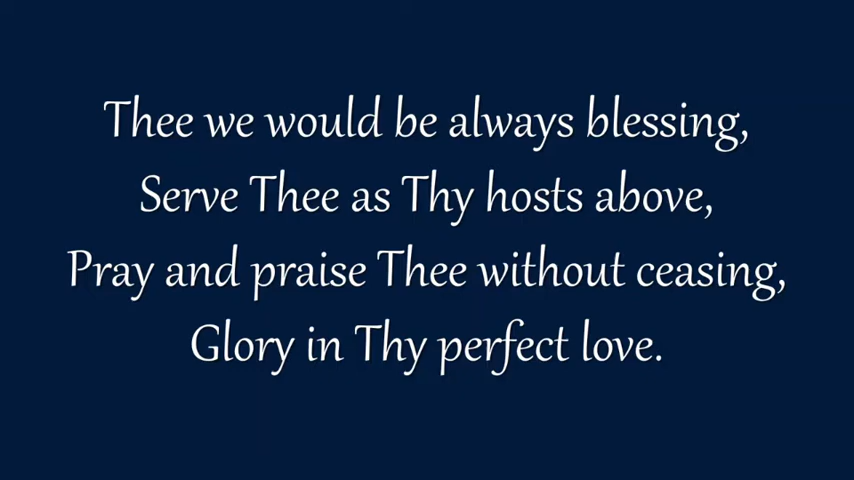 Thee we would be always blessing,
Serve Thee as Thy hosts above,
Pray and praise Thee without ceasing,
Glory in Thy perfect love.